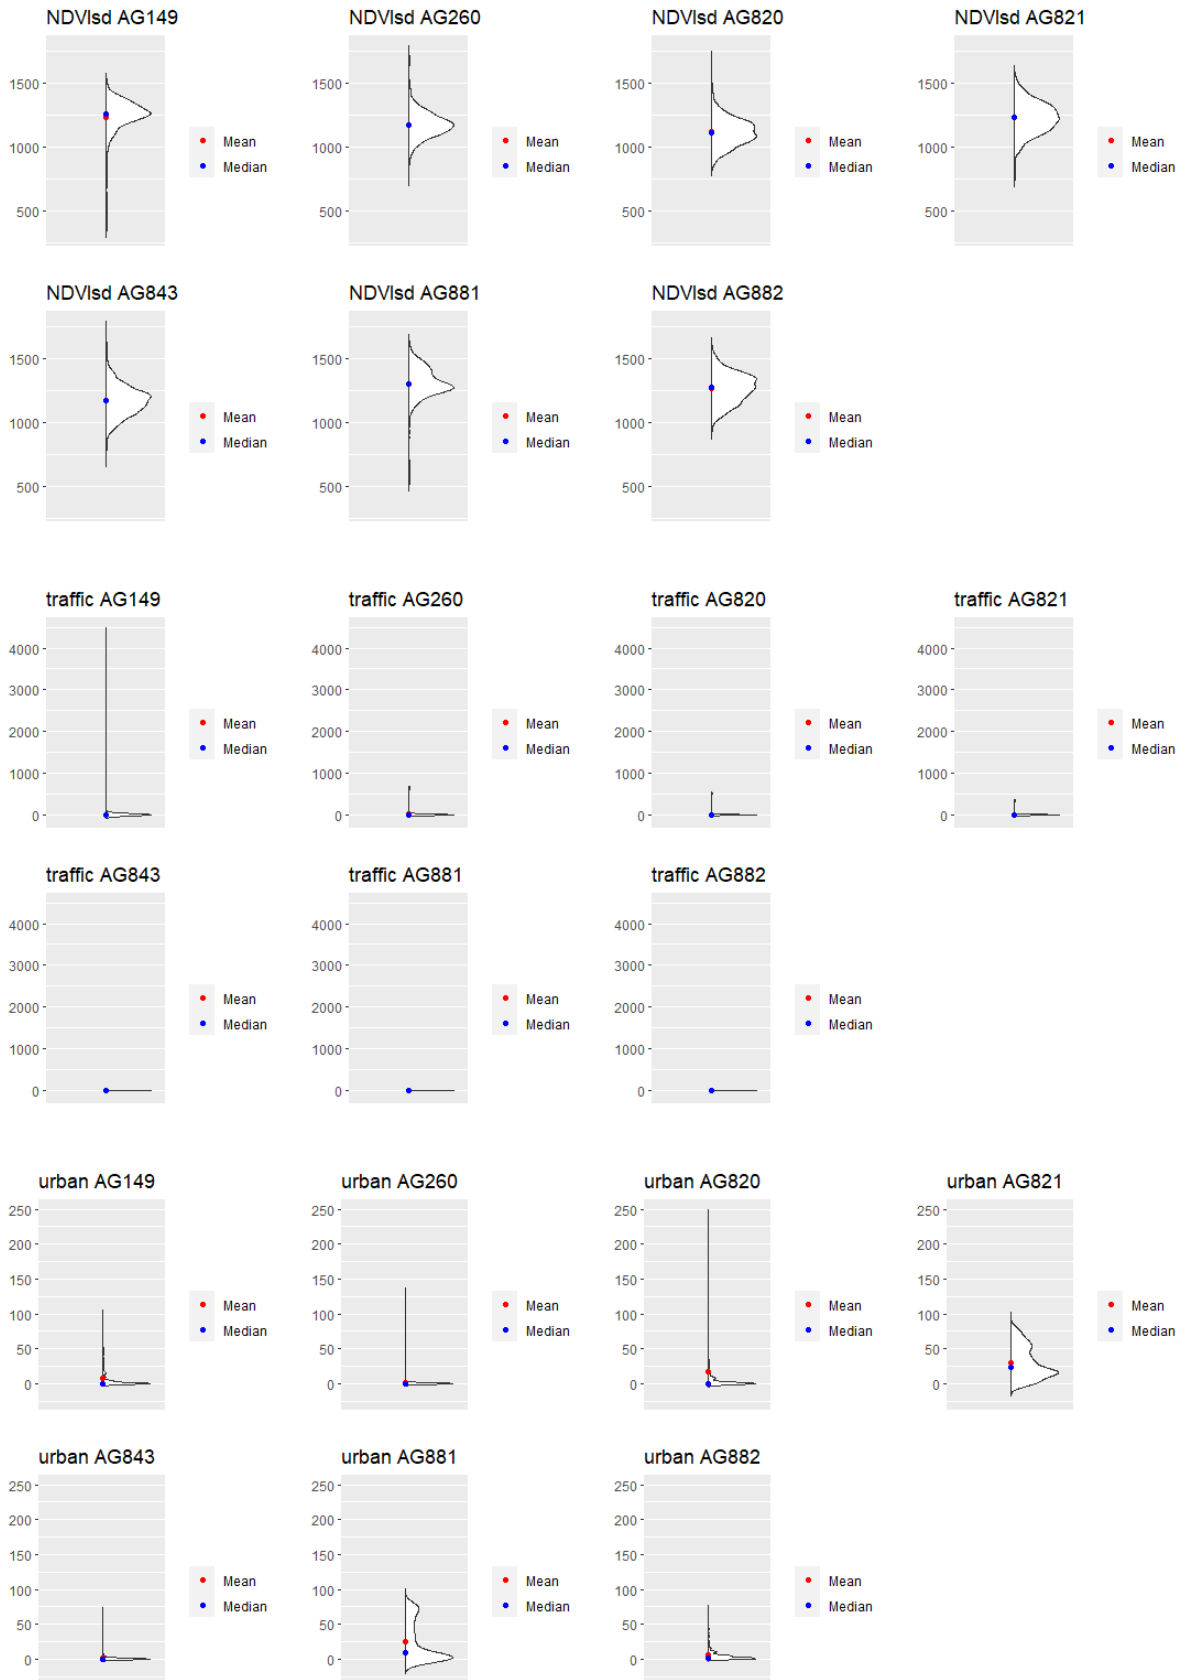 NDVIsd AG149 NDVIsd AG260 NDVIsd AG820 NDVIsd AG821
1500 1500 1500 1500
Mean Mean Mean Mean
1000 1000 1000 1000
Median Median Median Median
500 500 500 500
NDVIsd AG843 NDVIsd AG881 NDVIsd AG882
1500 1500 1500
Mean Mean Mean
1000 1000 1000
Median Median Median
500 500 500
traffic AG149 traffic AG260 traffic AG820 traffic AG821
4000 4000 4000 4000
3000 3000 3000 3000
Mean Mean Mean Mean
2000 2000 2000 2000
Median Median Median Median
1000 1000 1000 1000
0 0 0 0
traffic AG843 traffic AG881 traffic AG882
4000 4000 4000
3000 3000 3000
Mean Mean Mean
2000 2000 2000
Median Median Median
1000 1000 1000
0 0 0
urban AG149 urban AG260 urban AG820 urban AG821
250 250 250 250
200 200 200 200
150 150 150 150
Mean Mean Mean Mean
100 100 100 100
Median Median Median Median
50 50 50 50
0 0 0 0
urban AG843 urban AG881 urban AG882
250 250 250
200 200 200
150 150 150
Mean Mean Mean
100 100 100
Median Median Median
50 50 50
0 0 0